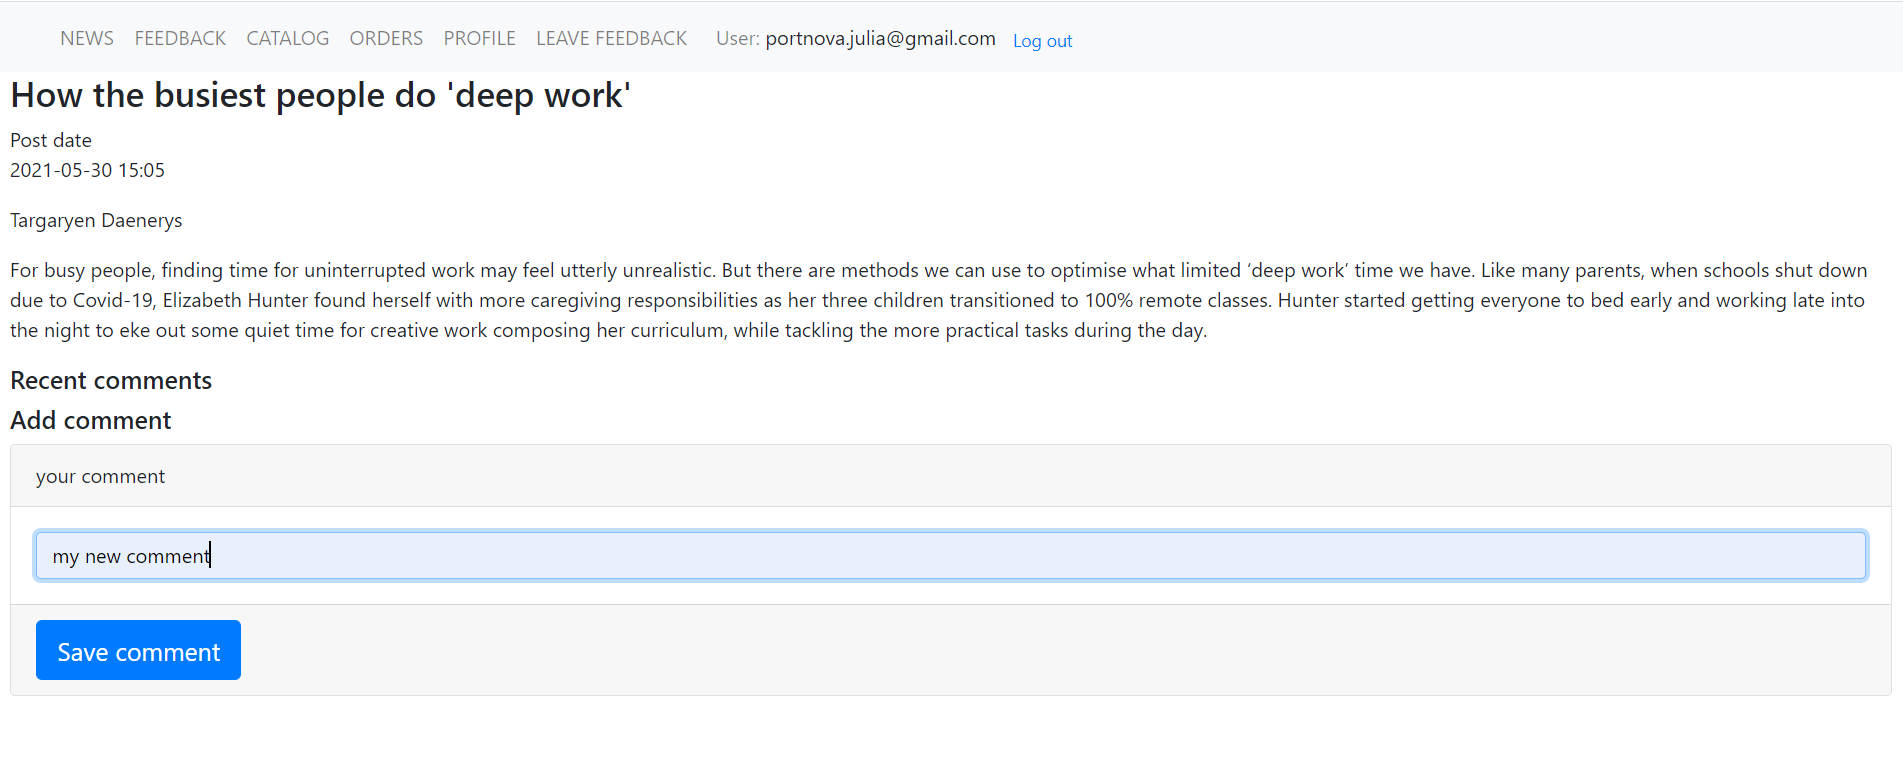 NEWS FEEDBACK CATALOG ORDERS PROFILE LEAVE FEEDBACK User: portnova.julia@gmail.com Log out
How the busiest people do 'deep work'
Post date
2021-05-30 15:05
Targaryen Daenerys
For busy people, finding time for uninterrupted work may feel utterly unrealistic. But there are methods we can use to optimise what limited ‘deep work’ time we have. Like many parents, when schools shut down
due to Covid-19, Elizabeth Hunter found herself with more caregiving responsibilities as her three children transitioned to 100% remote classes. Hunter started getting everyone to bed early and working late into
the night to eke out some quiet time for creative work composing her curriculum, while tackling the more practical tasks during the day.
Recent comments
Add comment
your comment
my new comment
Save comment